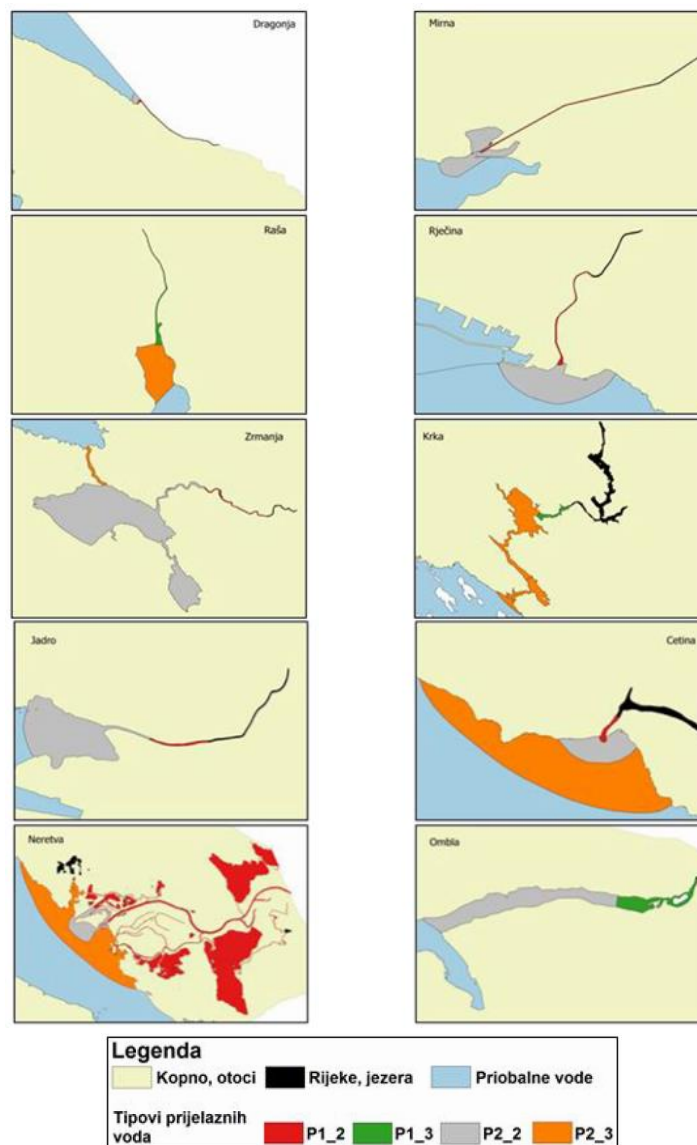 Dragonja
Mirna
Raša
Rječina
Zrmanja
Krka
Jadro
Cetina
Neretva
Ombla
Legenda
Kopno, otoci Rijeke, jezera Priobalne vode
Tipovi prijelaznih
voda P1_2 P1_3 P2_2 P2_3